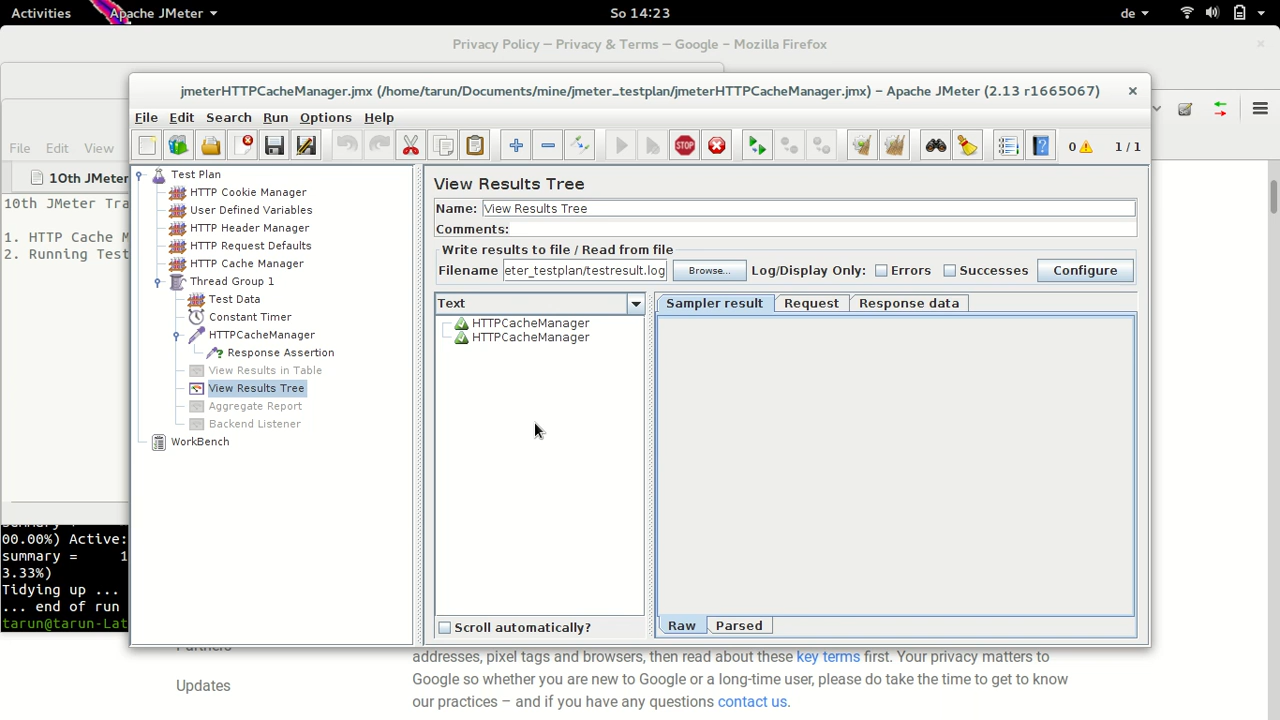 Activities
Apache JMeter
So 14:23
de
Privacy Policy – Privacy & Terms – Google – Mozilla Firefox
jmeterHTTPCacheManager.jmx (/home/tarun/Documents/mine/jmeter_testplan/jmeterHTTPCacheManager.jmx) – Apache JMeter (2.13 r1665067)
File Edit Search Run Options Help
0 1 / 1
File Edit View
10th JMeter
10th JMeter Tra
1. HTTP Cache M
2. Running Test
Test Plan
HTTP Cookie Manager
User Defined Variables
HTTP Header Manager
HTTP Request Defaults
HTTP Cache Manager
Thread Group 1
Test Data
Constant Timer
HTTPCacheManager
Response Assertion
View Results in Table
View Results Tree
Aggregate Report
Backend Listener
WorkBench
View Results Tree
Name: View Results Tree
Comments:
Write results to file / Read from file
Filename eter_testplan/testresult.log Browse... Log/Display Only: Errors Successes Configure
Text
HTTPCacheManager
HTTPCacheManager
Scroll automatically?
Sampler result Request Response data
Raw Parsed
00.00%) Active:
summary = 1
3.33%)
Tidying up ...
... end of run
tarun@tarun-Lat
Updates
addresses, pixel tags and browsers, then read about these key terms first. Your privacy matters to
Google so whether you are new to Google or a long-time user, please do take the time to get to know
our practices – and if you have any questions contact us.